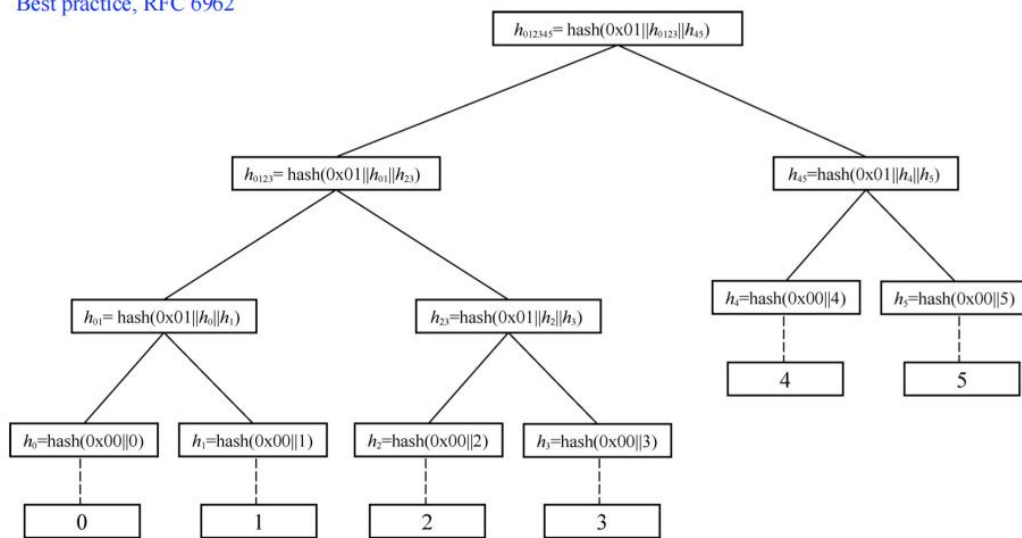 Best practice, RFC 6962
h₀₁₂₃₄₅= hash(0x01||h₀₁₂₃||h₄₅)
h₀₁₂₃= hash(0x01||h₀₁||h₂₃)
h₄₅=hash(0x01||h₄||h₅)
h₄=hash(0x00||4)
h₅=hash(0x00||5)
h₀₁= hash(0x01||h₀||h₁)
h₂₃=hash(0x01||h₂||h₃)
4
5
h₀=hash(0x00||0)
h₁=hash(0x00||1)
h₂=hash(0x00||2)
h₃=hash(0x00||3)
0
1
2
3